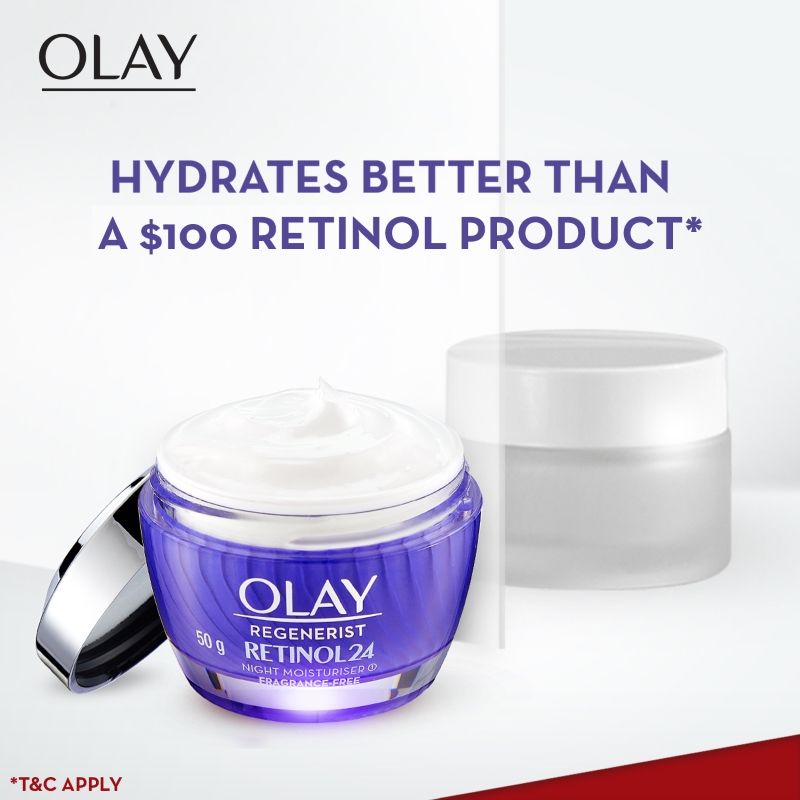 OLAY
HYDRATES BETTER THAN
A $100 RETINOL PRODUCT*
OLAY
REGENERIST
50 g
RETINOL24
NIGHT MOISTURISER
FRAGRANCE-FREE
*T&C APPLY